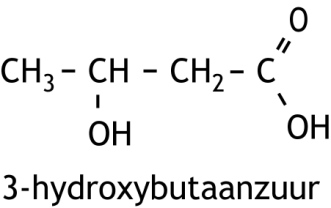 O
CH₃ – CH – CH₂ – C
OH
OH
3-hydroxybutaanzuur